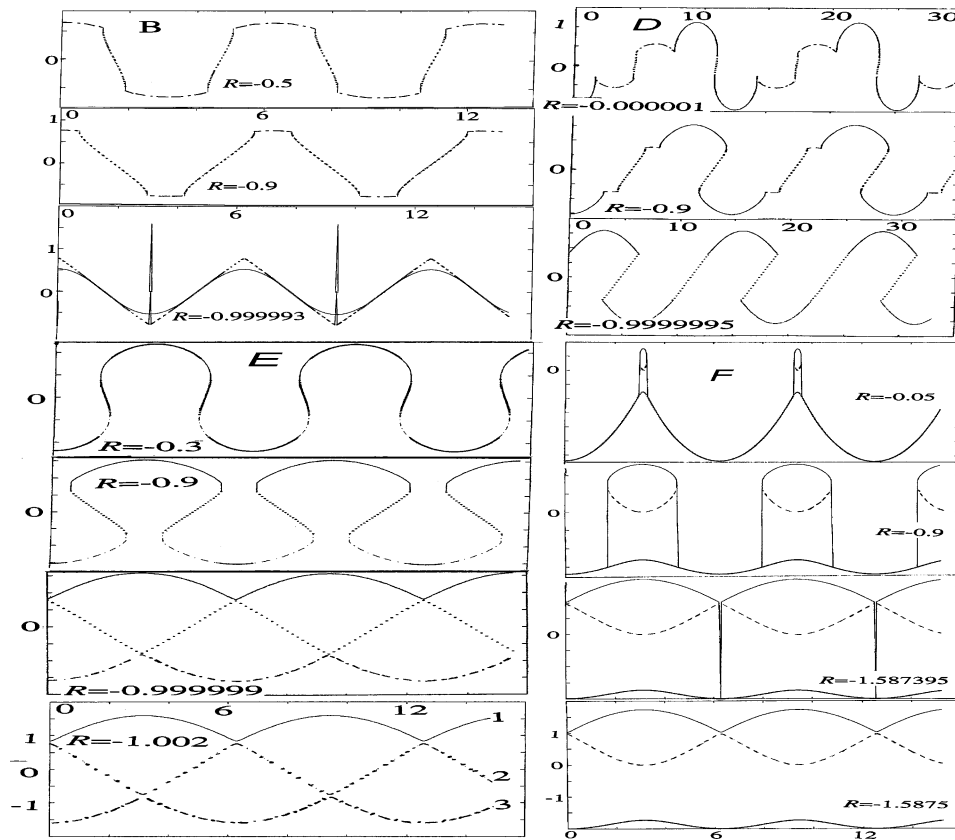 B
0
R=-0.5
0 6 12
1
0
R=-0.9
0 6 12
1
0
R=-0.999993
E
0
R=-0.3
R=-0.9
0
0
R=-0.999999
0 6 12
R=-1.002
1
0
-1
1
2
3
0 10 20 30
1
0
D
R=-0.000001
0
R=-0.9
0 10 20 30
0
R=-0.9999995
0
F
R=-0.05
0
R=-0.9
0
R=-1.587395
1
0
-1
R=-1.5875
0 6 12